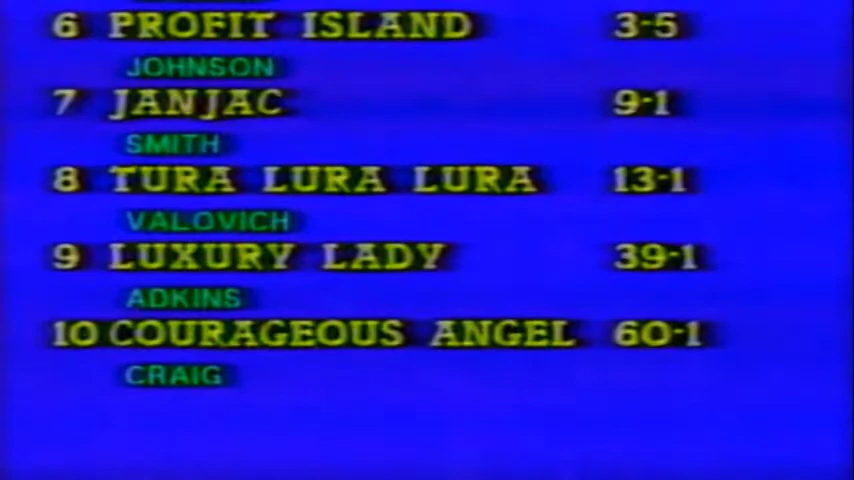 6 PROFIT ISLAND 3-5
JOHNSON
7 JANJAC 9-1
SMITH
8 TURA LURA LURA 13-1
VALOVICH
9 LUXURY LADY 39-1
ADKINS
10 COURAGEOUS ANGEL 60-1
CRAIG